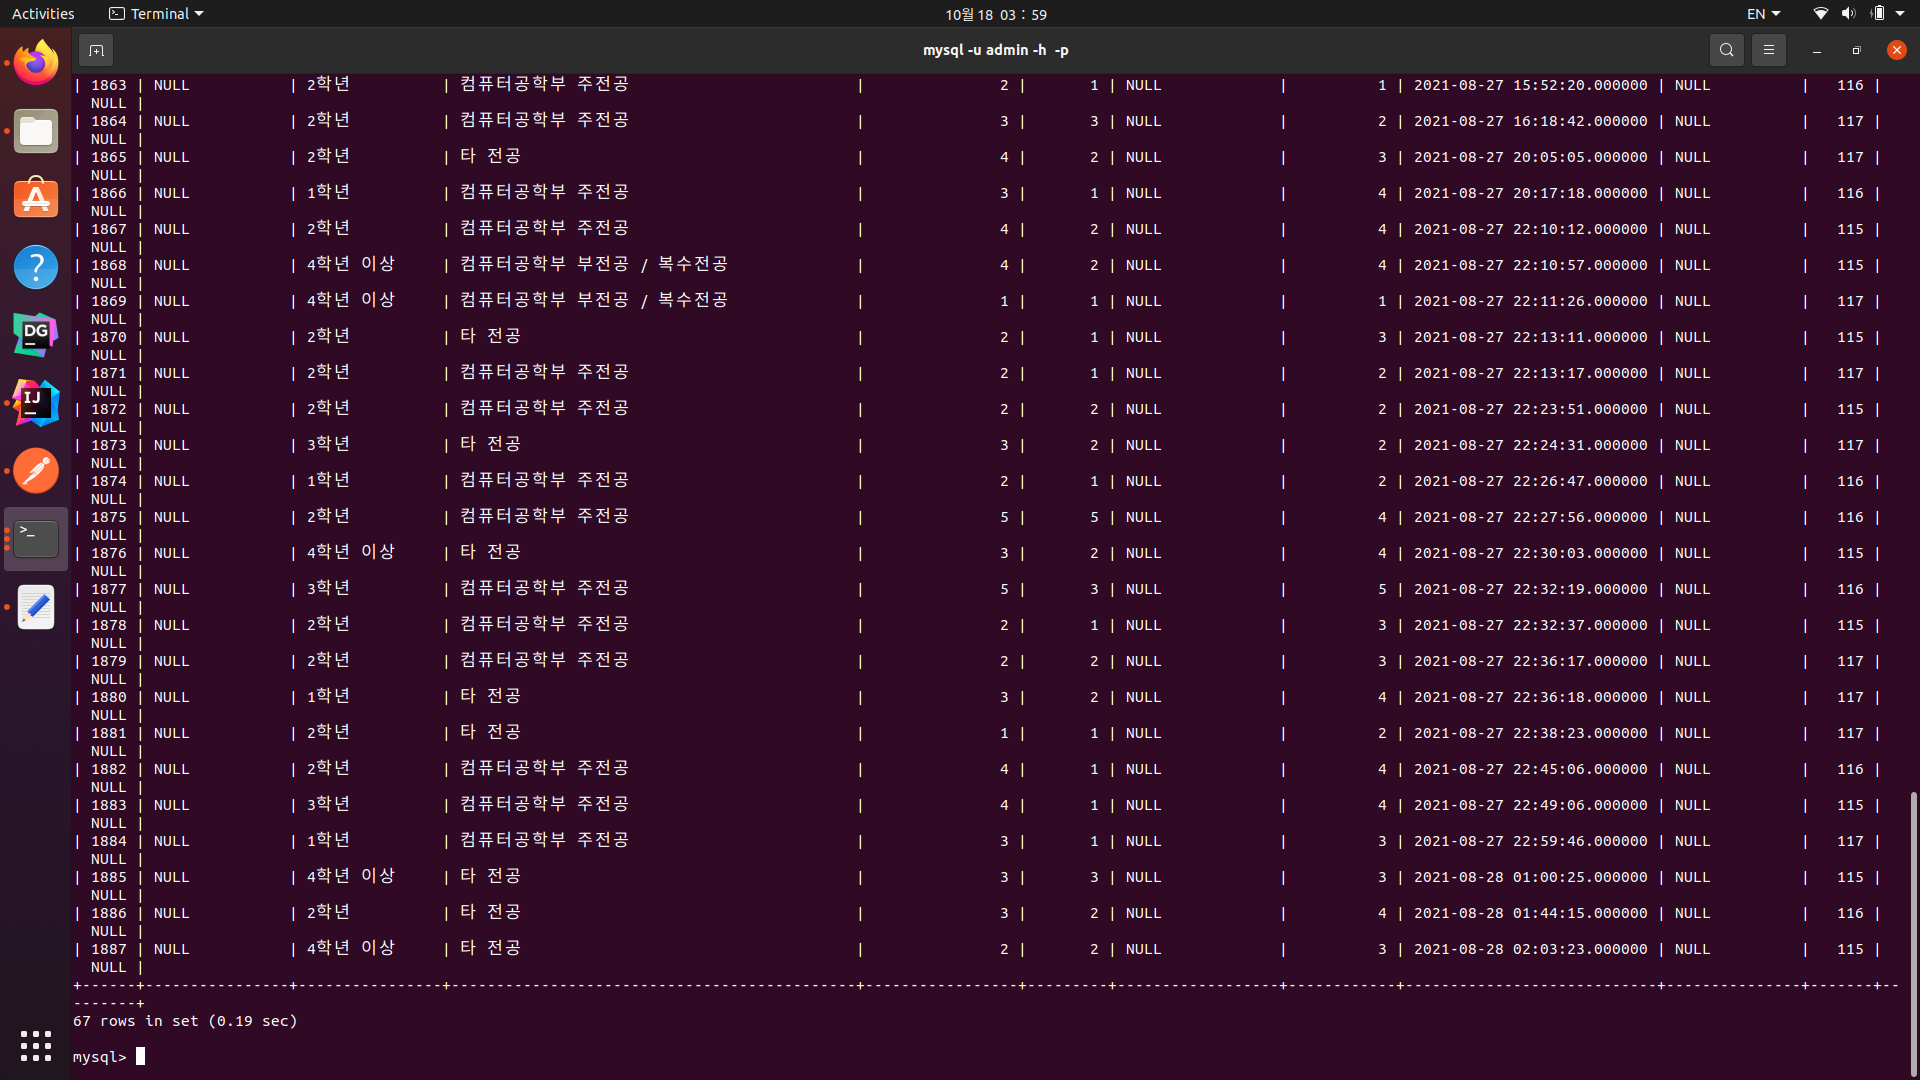 Activities Terminal 10월 18 03 : 59 EN
mysql -u admin -h -p
| 1863 | NULL | 2학년 | 컴퓨터공학부 주전공 | 2 | 1 | NULL | 1 | 2021-08-27 15:52:20.000000 | NULL | 116 |
NULL |
| 1864 | NULL | 2학년 | 컴퓨터공학부 주전공 | 3 | 3 | NULL | 2 | 2021-08-27 16:18:42.000000 | NULL | 117 |
NULL |
| 1865 | NULL | 2학년 | 타 전공 | 4 | 2 | NULL | 3 | 2021-08-27 20:05:05.000000 | NULL | 117 |
NULL |
| 1866 | NULL | 1학년 | 컴퓨터공학부 주전공 | 3 | 1 | NULL | 4 | 2021-08-27 20:17:18.000000 | NULL | 116 |
NULL |
| 1867 | NULL | 2학년 | 컴퓨터공학부 주전공 | 4 | 2 | NULL | 4 | 2021-08-27 22:10:12.000000 | NULL | 115 |
NULL |
| 1868 | NULL | 4학년 이상 | 컴퓨터공학부 부전공 / 복수전공 | 4 | 2 | NULL | 4 | 2021-08-27 22:10:57.000000 | NULL | 115 |
NULL |
| 1869 | NULL | 4학년 이상 | 컴퓨터공학부 부전공 / 복수전공 | 1 | 1 | NULL | 1 | 2021-08-27 22:11:26.000000 | NULL | 117 |
NULL |
| 1870 | NULL | 2학년 | 타 전공 | 2 | 1 | NULL | 3 | 2021-08-27 22:13:11.000000 | NULL | 115 |
NULL |
| 1871 | NULL | 2학년 | 컴퓨터공학부 주전공 | 2 | 1 | NULL | 2 | 2021-08-27 22:13:17.000000 | NULL | 117 |
NULL |
| 1872 | NULL | 2학년 | 컴퓨터공학부 주전공 | 2 | 2 | NULL | 2 | 2021-08-27 22:23:51.000000 | NULL | 115 |
NULL |
| 1873 | NULL | 3학년 | 타 전공 | 3 | 2 | NULL | 2 | 2021-08-27 22:24:31.000000 | NULL | 117 |
NULL |
| 1874 | NULL | 1학년 | 컴퓨터공학부 주전공 | 2 | 1 | NULL | 2 | 2021-08-27 22:26:47.000000 | NULL | 116 |
NULL |
| 1875 | NULL | 2학년 | 컴퓨터공학부 주전공 | 5 | 5 | NULL | 4 | 2021-08-27 22:27:56.000000 | NULL | 116 |
NULL |
| 1876 | NULL | 4학년 이상 | 타 전공 | 3 | 2 | NULL | 4 | 2021-08-27 22:30:03.000000 | NULL | 115 |
NULL |
| 1877 | NULL | 3학년 | 컴퓨터공학부 주전공 | 5 | 3 | NULL | 5 | 2021-08-27 22:32:19.000000 | NULL | 116 |
NULL |
| 1878 | NULL | 2학년 | 컴퓨터공학부 주전공 | 2 | 1 | NULL | 3 | 2021-08-27 22:32:37.000000 | NULL | 115 |
NULL |
| 1879 | NULL | 2학년 | 컴퓨터공학부 주전공 | 2 | 2 | NULL | 3 | 2021-08-27 22:36:17.000000 | NULL | 117 |
NULL |
| 1880 | NULL | 1학년 | 타 전공 | 3 | 2 | NULL | 4 | 2021-08-27 22:36:18.000000 | NULL | 117 |
NULL |
| 1881 | NULL | 2학년 | 타 전공 | 1 | 1 | NULL | 2 | 2021-08-27 22:38:23.000000 | NULL | 117 |
NULL |
| 1882 | NULL | 2학년 | 컴퓨터공학부 주전공 | 4 | 1 | NULL | 4 | 2021-08-27 22:45:06.000000 | NULL | 116 |
NULL |
| 1883 | NULL | 3학년 | 컴퓨터공학부 주전공 | 4 | 1 | NULL | 4 | 2021-08-27 22:49:06.000000 | NULL | 115 |
NULL |
| 1884 | NULL | 1학년 | 컴퓨터공학부 주전공 | 3 | 1 | NULL | 3 | 2021-08-27 22:59:46.000000 | NULL | 117 |
NULL |
| 1885 | NULL | 4학년 이상 | 타 전공 | 3 | 3 | NULL | 3 | 2021-08-28 01:00:25.000000 | NULL | 115 |
NULL |
| 1886 | NULL | 2학년 | 타 전공 | 3 | 2 | NULL | 4 | 2021-08-28 01:44:15.000000 | NULL | 116 |
NULL |
| 1887 | NULL | 4학년 이상 | 타 전공 | 2 | 2 | NULL | 3 | 2021-08-28 02:03:23.000000 | NULL | 115 |
NULL |
+------+----------------+----------------+---------------------------------------------+-----------------+---------+------------------+------------+----------------------------+---------------+-------+--
-------+
67 rows in set (0.19 sec)
mysql>
DG
IJ